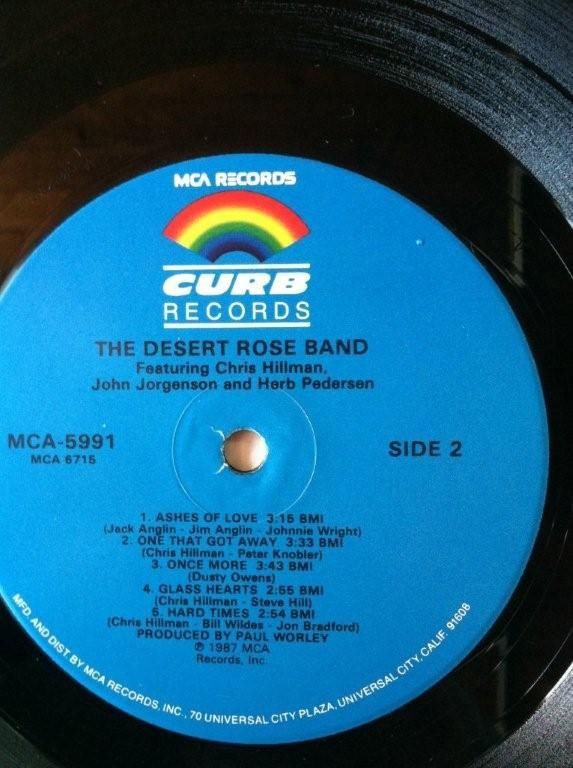 MCA RECORDS
CURB
RECORDS
THE DESERT ROSE BAND
Featuring Chris Hillman,
John Jorgenson and Herb Pedersen
MCA-5991
MCA 6715
SIDE 2
1. ASHES OF LOVE 3:15 BMI
(Jack Anglin - Jim Anglin - Johnnie Wright)
2. ONE THAT GOT AWAY 3:33 BMI
(Chris Hillman - Peter Knobler)
3. ONCE MORE 3:43 BMI
(Dusty Owens)
4. GLASS HEARTS 2:55 BMI
(Chris Hillman - Steve Hill)
5. HARD TIMES 2:54 BMI
(Chris Hillman - Bill Wildes - Jon Bradford)
PRODUCED BY PAUL WORLEY
℗ 1987 MCA
Records, Inc.
MFD. AND DIST. BY MCA RECORDS, INC., 70 UNIVERSAL CITY PLAZA, UNIVERSAL CITY, CALIF. 91608